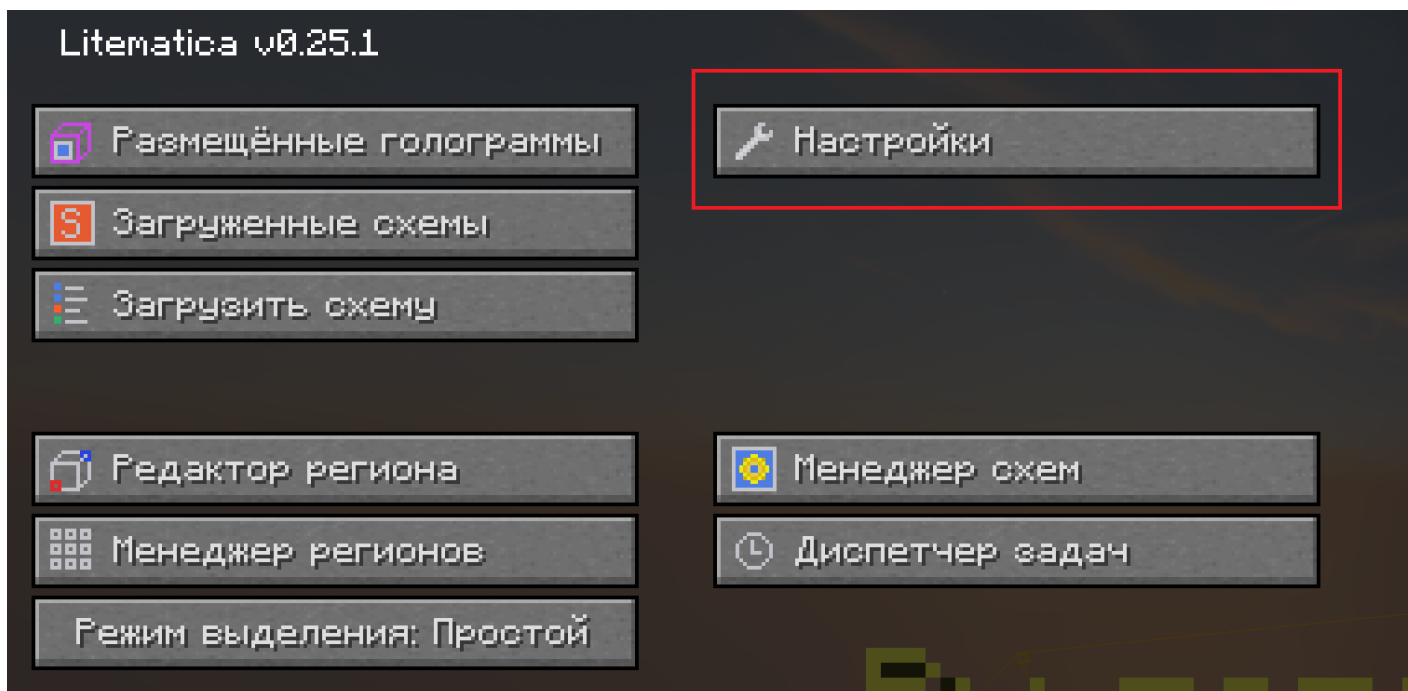 Litematica v0.25.1
Размещённые голограммы
Настройки
Загруженные схемы
Загрузить схему
Редактор региона
Менеджер схем
Менеджер регионов
Диспетчер задач
Режим выделения: Простой